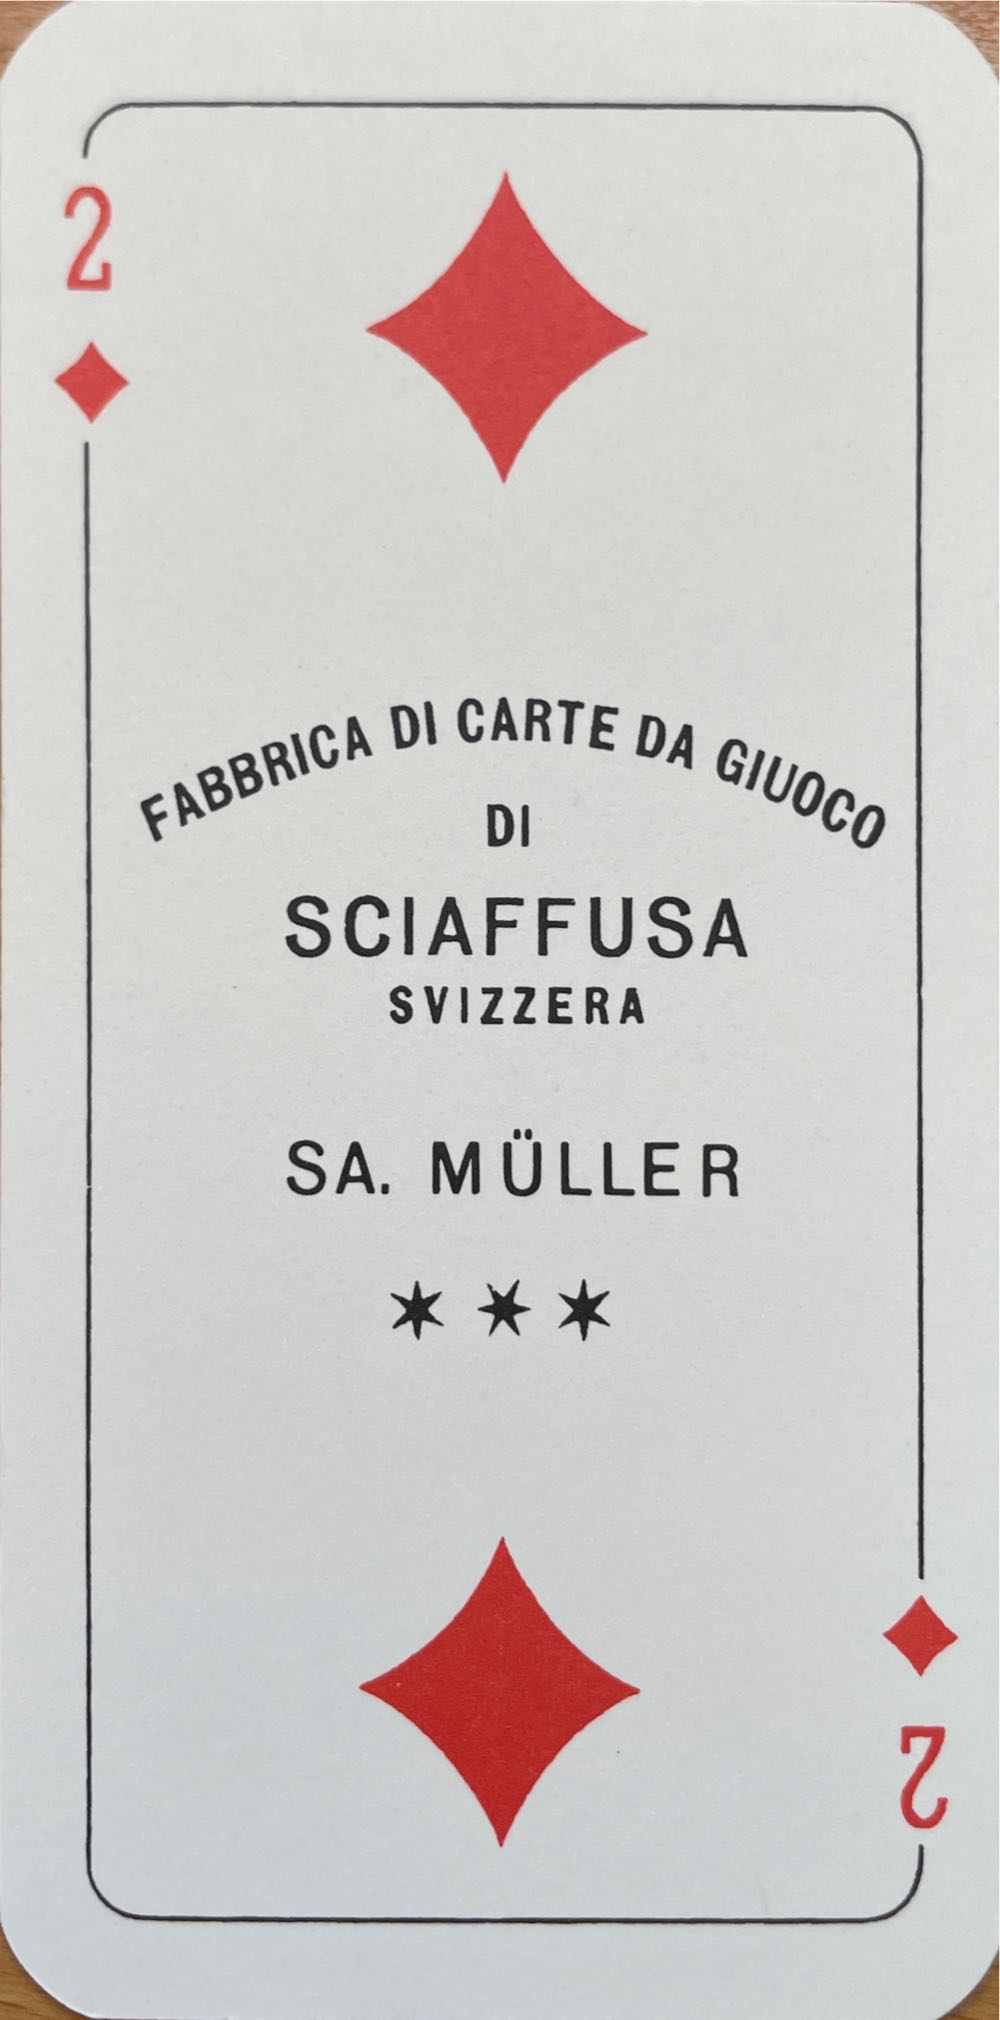 2
FABBRICA DI CARTE DA GIUOCO
DI
SCIAFFUSA
SVIZZERA
SA. MÜLLER
2